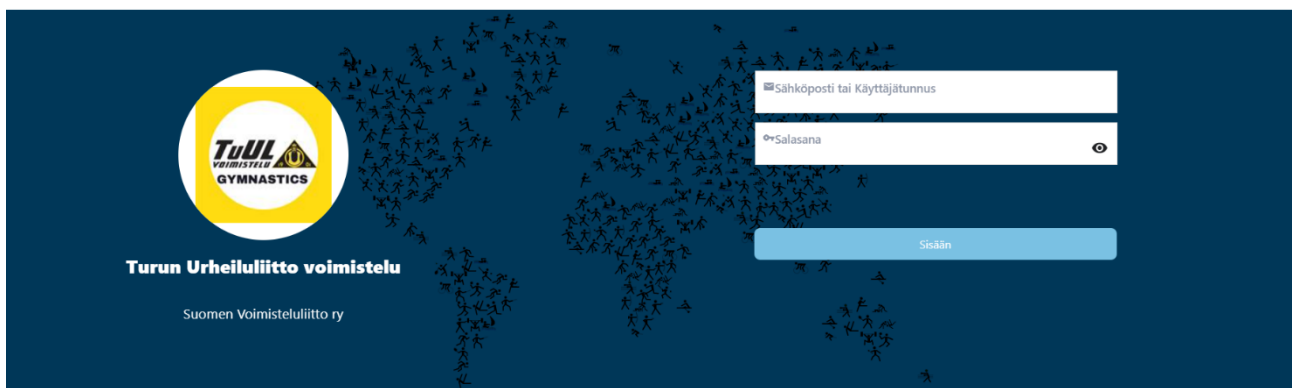 TuUL
VOIMISTELU
GYMNASTICS
Turun Urheiluliitto voimistelu
Suomen Voimisteluliitto ry
Sähköposti tai Käyttäjätunnus
Salasana
Sisään